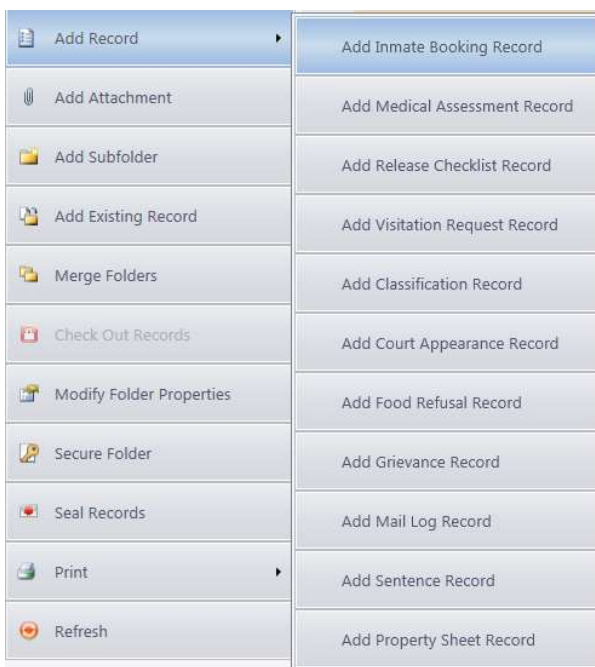 Add Record
Add Attachment
Add Subfolder
Add Existing Record
Merge Folders
Check Out Records
Modify Folder Properties
Secure Folder
Seal Records
Print
Refresh
Add Inmate Booking Record
Add Medical Assessment Record
Add Release Checklist Record
Add Visitation Request Record
Add Classification Record
Add Court Appearance Record
Add Food Refusal Record
Add Grievance Record
Add Mail Log Record
Add Sentence Record
Add Property Sheet Record